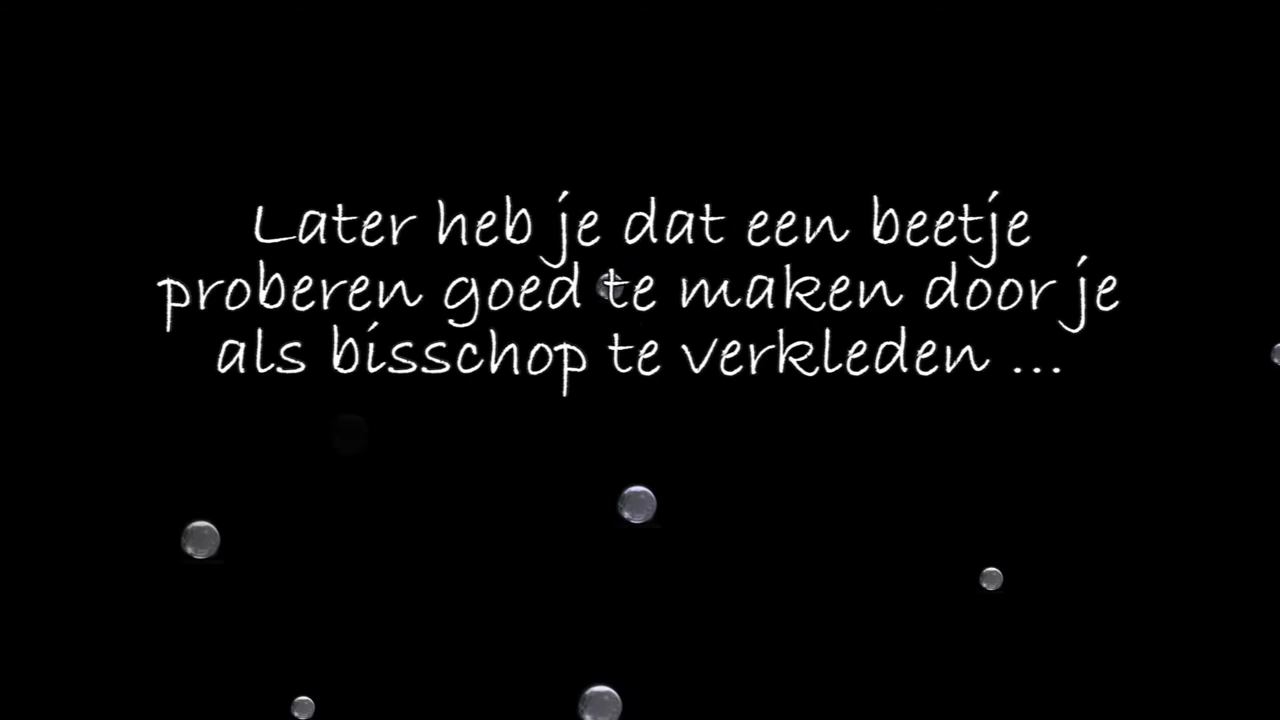 Later heb je dat een beetje
proberen goed te maken door je
als bisschop te verkleden ...